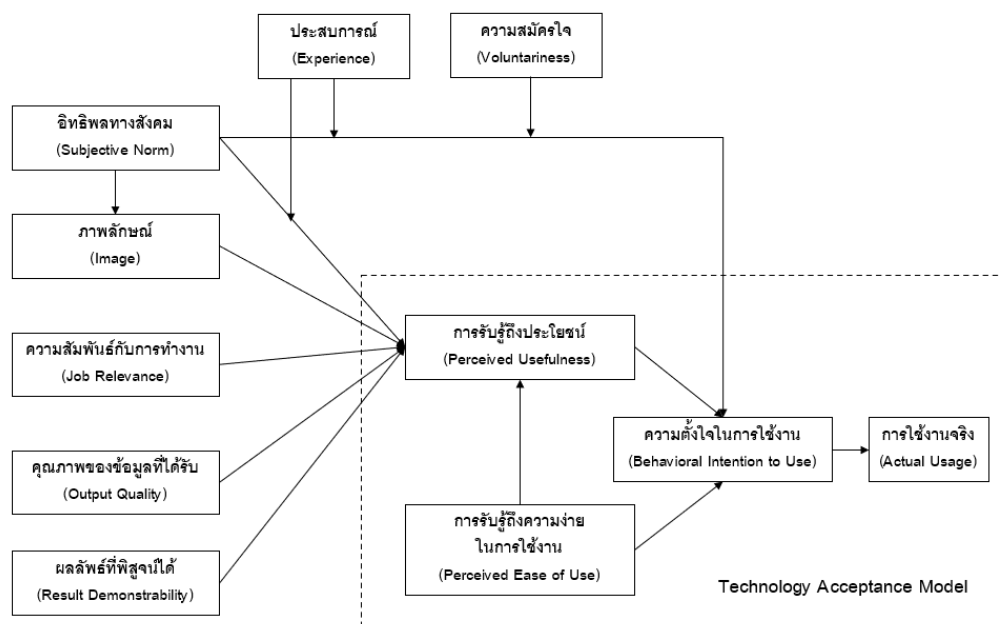 ประสบการณ์
(Experience)
ความสมัครใจ
(Voluntariness)
อิทธิพลทางสังคม
(Subjective Norm)
ภาพลักษณ์
(Image)
การรับรู้ถึงประโยชน์
(Perceived Usefulness)
ความสัมพันธ์กับการทำงาน
(Job Relevance)
ความตั้งใจในการใช้งาน
(Behavioral Intention to Use)
การใช้งานจริง
(Actual Usage)
คุณภาพของข้อมูลที่ได้รับ
(Output Quality)
การรับรู้ถึงความง่าย
ในการใช้งาน
(Perceived Ease of Use)
ผลลัพธ์ที่พิสูจน์ได้
(Result Demonstrability)
Technology Acceptance Model